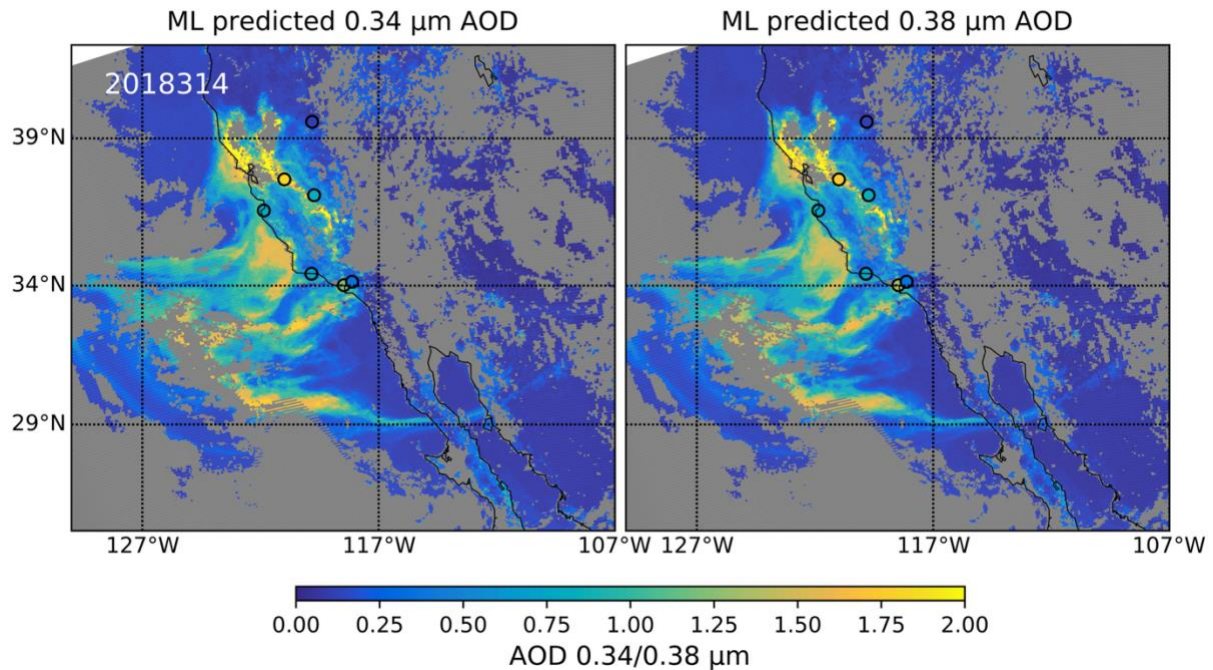 ML predicted 0.34 µm AOD
ML predicted 0.38 µm AOD
2018314
39°N
34°N
29°N
127°W
117°W
107°W
127°W
117°W
107°W
0.00 0.25 0.50 0.75 1.00 1.25 1.50 1.75 2.00
AOD 0.34/0.38 µm